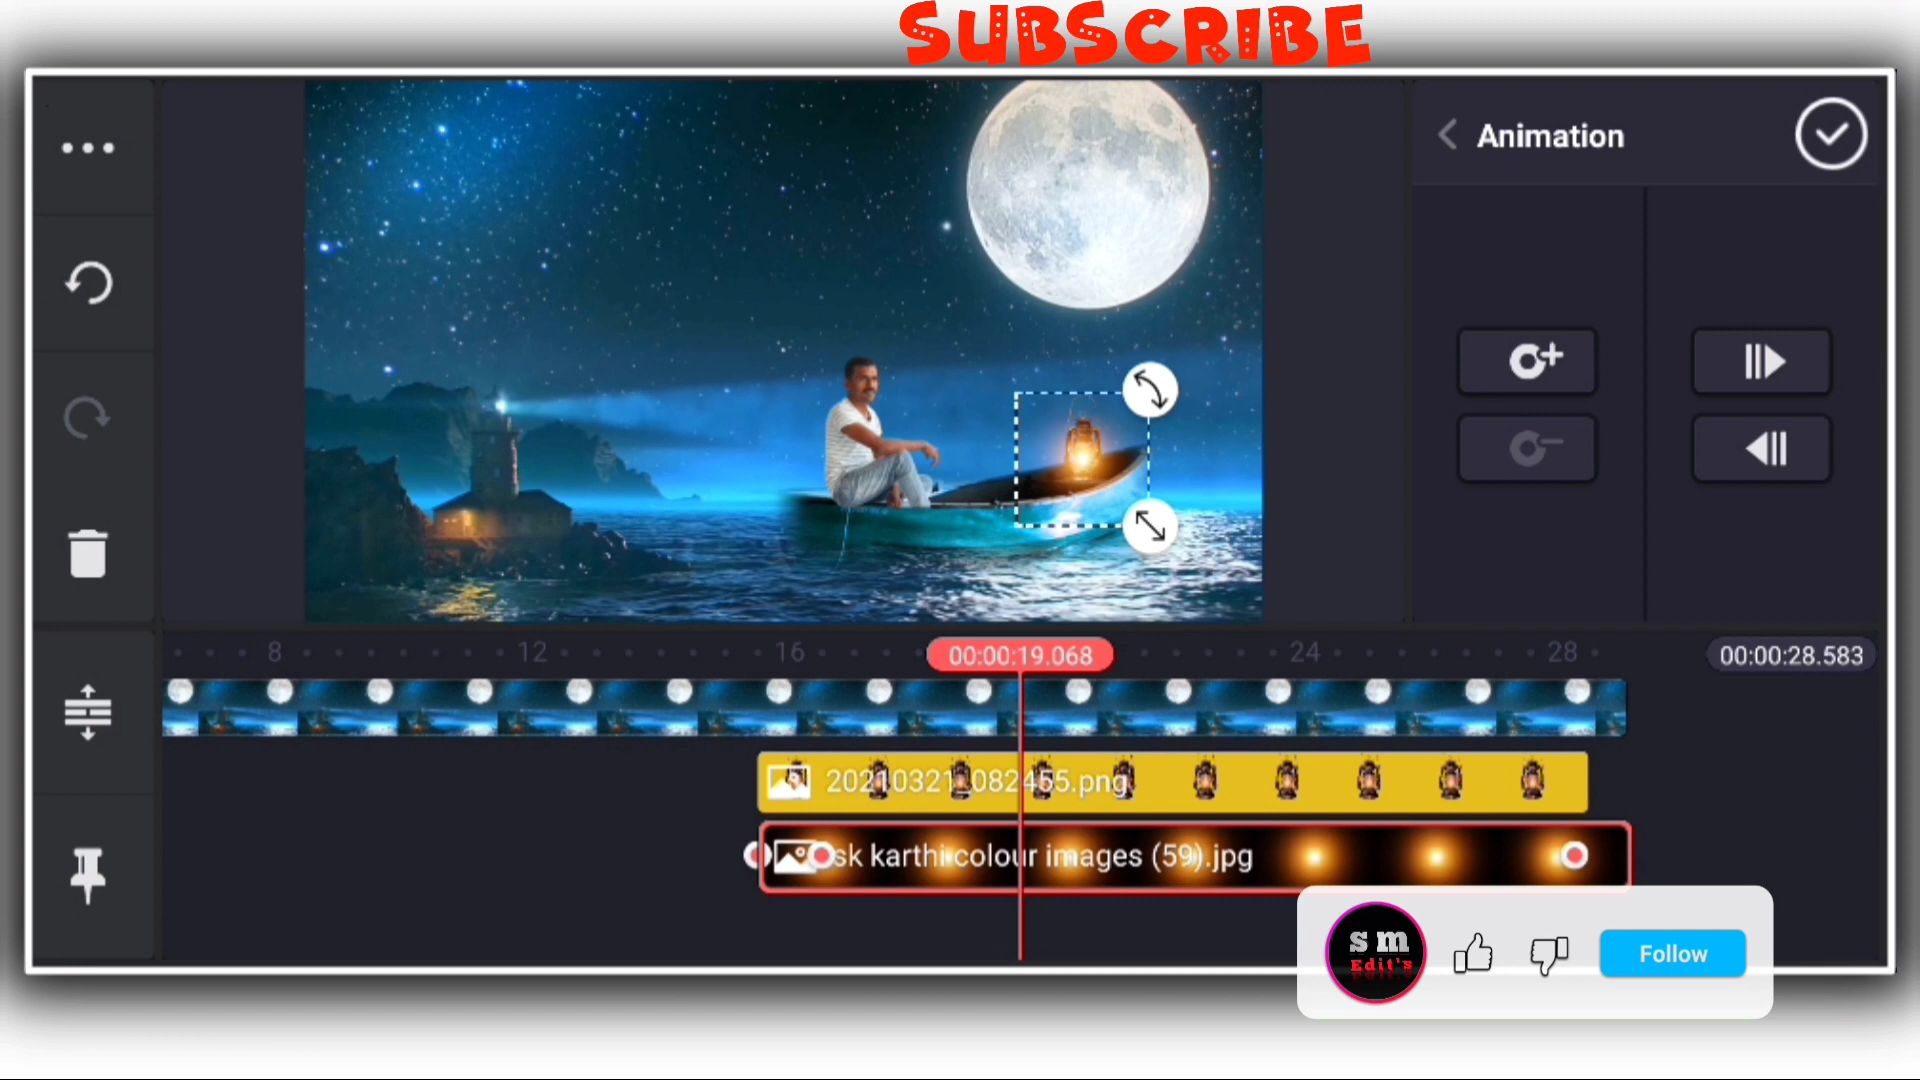 SUBSCRIBE
Animation
8 12 16 24 28
00:00:19.068
00:00:28.583
20210321_082455.png
sk karthi colour images (59).jpg
s m
Edit's
Follow